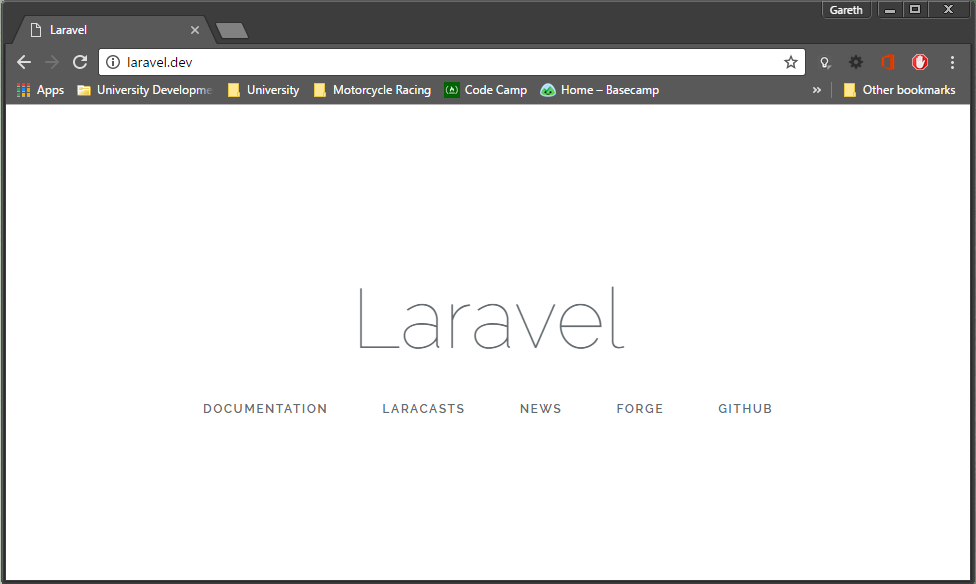 Gareth
Laravel
laravel.dev
Apps University Developme University Motorcycle Racing Code Camp Home – Basecamp » Other bookmarks
Laravel
DOCUMENTATION LARACASTS NEWS FORGE GITHUB